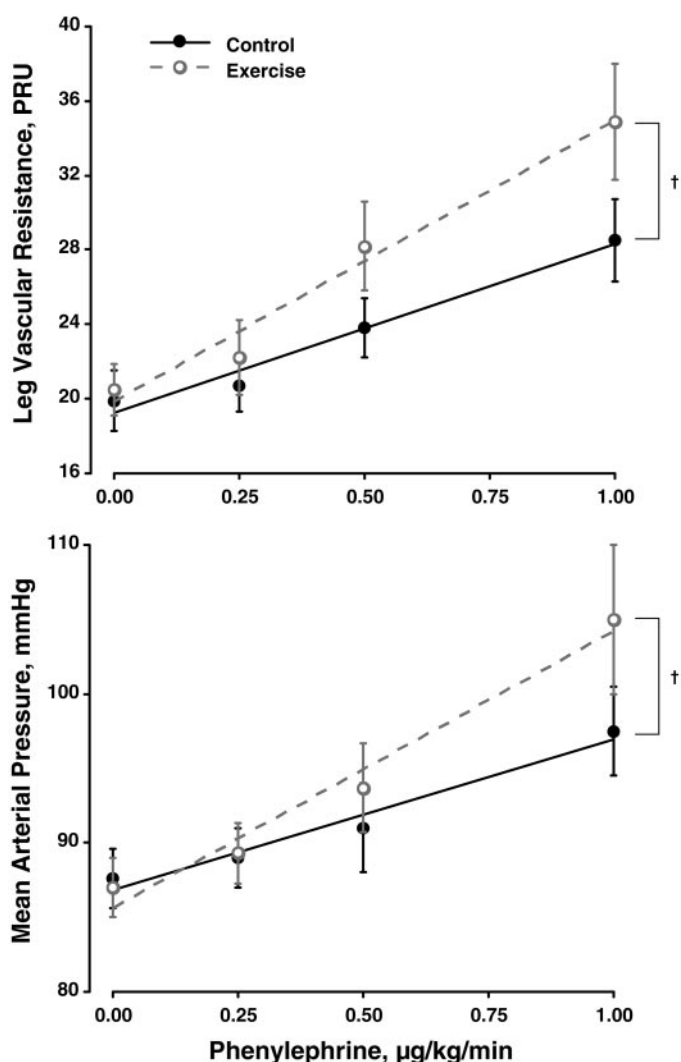 40
36
32
28
24
20
16
Leg Vascular Resistance, PRU
Control
Exercise
†
0.00 0.25 0.50 0.75 1.00
110
100
90
80
Mean Arterial Pressure, mmHg
†
0.00 0.25 0.50 0.75 1.00
Phenylephrine, µg/kg/min